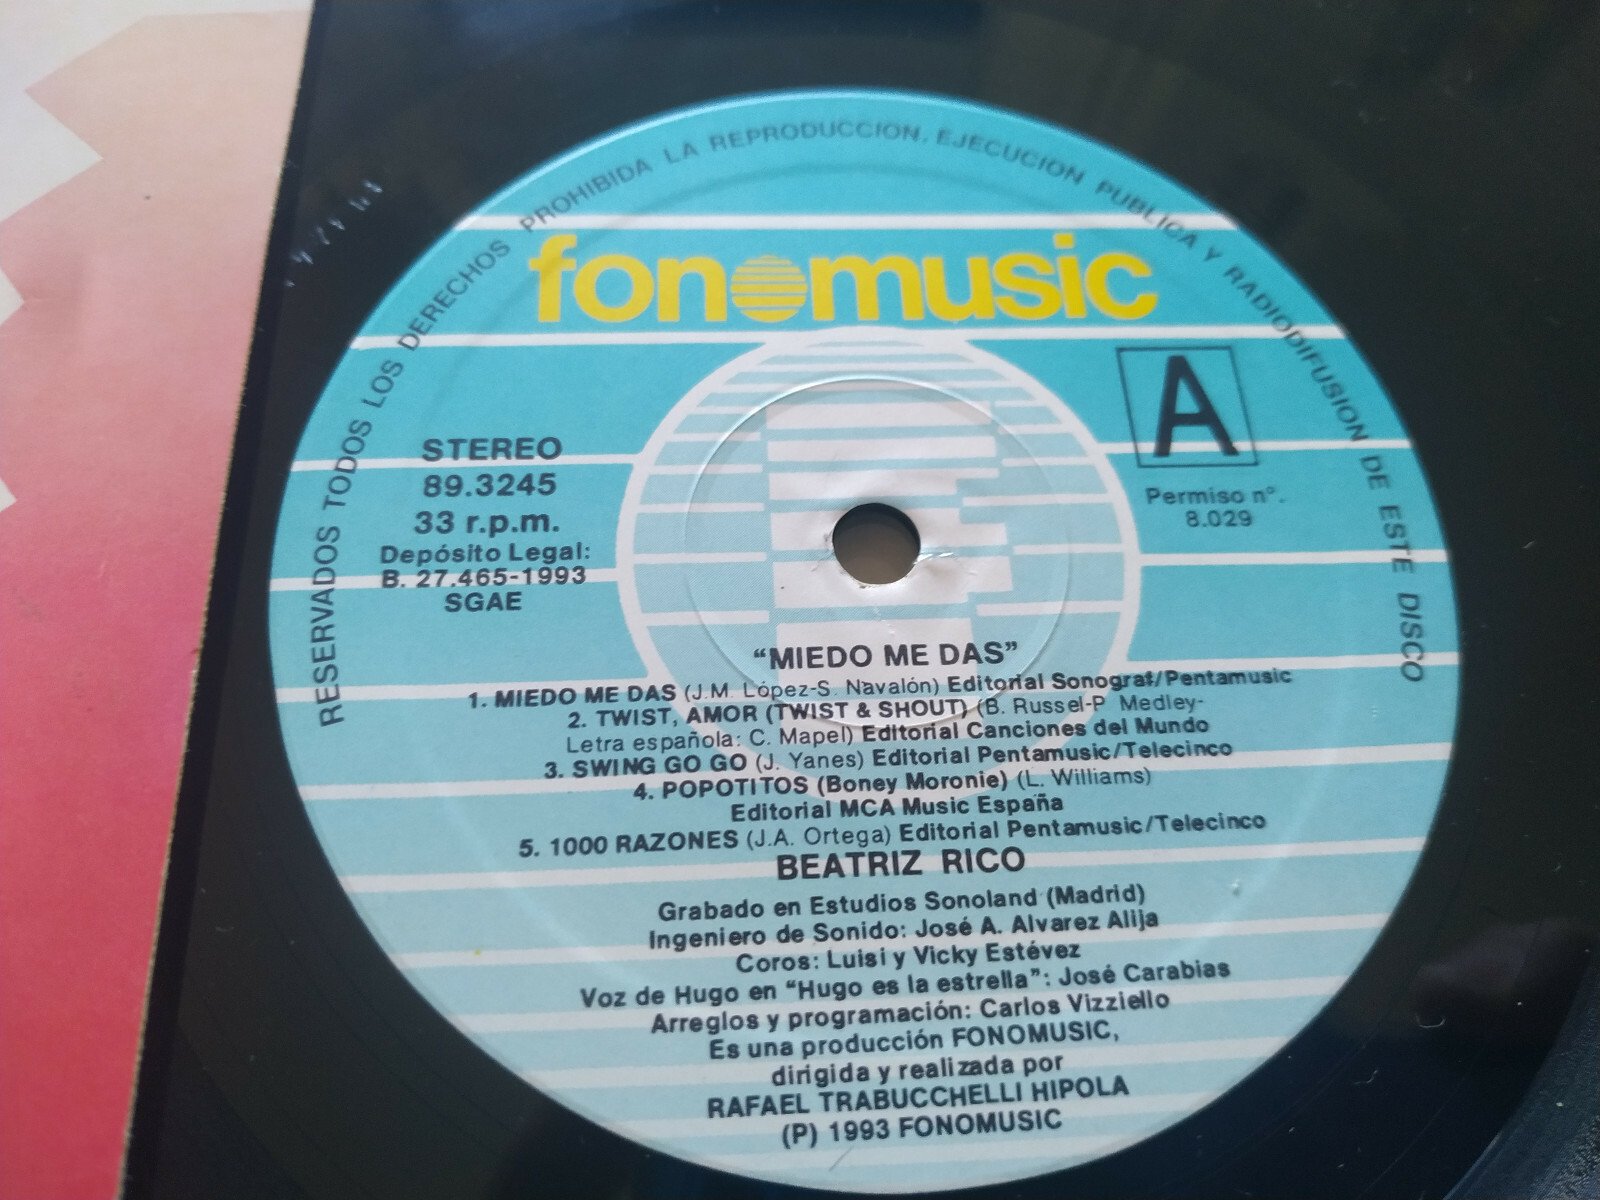 RESERVADOS TODOS LOS DERECHOS PROHIBIDA LA REPRODUCCION. EJECUCION PUBLICA Y RADIODIFUSION DE ESTE DISCO
fonomusic
A
STEREO
89.3245
33 r.p.m.
Depósito Legal:
B. 27.465-1993
SGAE
Permiso nº.
8.029
“MIEDO ME DAS”
1. MIEDO ME DAS (J.M. López-S. Navalón) Editorial Sonograf/Pentamusic
2. TWIST, AMOR (TWIST & SHOUT) (B. Russel-P. Medley-
Letra española: C. Mapel) Editorial Canciones del Mundo
3. SWING GO GO (J. Yanes) Editorial Pentamusic/Telecinco
4. POPOTITOS (Boney Moronie) (L. Williams)
Editorial MCA Music España
5. 1000 RAZONES (J.A. Ortega) Editorial Pentamusic/Telecinco
BEATRIZ RICO
Grabado en Estudios Sonoland (Madrid)
Ingeniero de Sonido: José A. Alvarez Alija
Coros: Luisi y Vicky Estévez
Voz de Hugo en “Hugo es la estrella”: José Carabias
Arreglos y programación: Carlos Vizziello
Es una producción FONOMUSIC,
dirigida y realizada por
RAFAEL TRABUCCHELLI HIPOLA
(P) 1993 FONOMUSIC